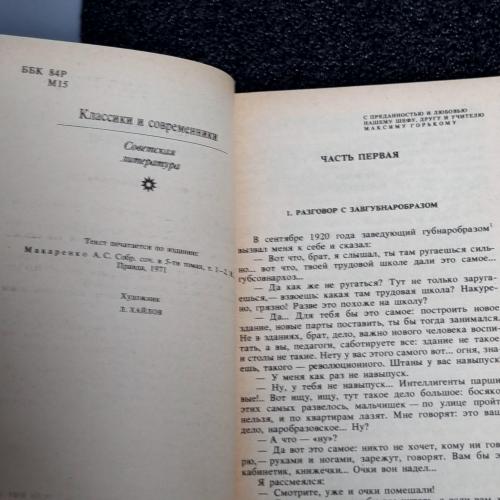 ББК 84Р
М15
Классики и современники
Советская
литература
Текст печатается по изданию:
Макаренко А. С. Собр. соч. в 5-ти томах, т. 1–2, М.,
Правда, 1971
Художник
Л. ХАЙЛОВ
С ПРЕДАННОСТЬЮ И ЛЮБОВЬЮ
НАШЕМУ ШЕФУ, ДРУГУ И УЧИТЕЛЮ
МАКСИМУ ГОРЬКОМУ
ЧАСТЬ ПЕРВАЯ
1. РАЗГОВОР С ЗАВГУБНАРОБРАЗОМ
В сентябре 1920 года заведующий губнаробразом¹
вызвал меня к себе и сказал:
— Вот что, брат, я слышал, ты там ругаешься силь-
но... вот что, твоей трудовой школе дали это самое...
губсовнархоз...
— Да как же не ругаться? Тут не только заруга-
ешься,— взвоешь: какая там трудовая школа? Накуре-
но, грязно! Разве это похоже на школу?
— Да... Для тебя бы это самое: построить новое
здание, новые парты поставить, ты бы тогда занимался.
Не в зданиях, брат, дело, важно нового человека воспи-
тать, а вы, педагоги, саботируете все: здание не такое
и столы не такие. Нету у вас этого самого вот... огня, зна-
ешь, такого — революционного. Штаны у вас навыпуск
— У меня как раз не навыпуск.
— Ну, у тебя не навыпуск... Интеллигенты парши
вые!.. Вот ищу, ищу, тут такое дело большое: босяко
этих самых развелось, мальчишек — по улице пройт
нельзя, и по квартирам лазят. Мне говорят: это ваш
дело, наробразовское... Ну?
— А что — «ну»?
— Да вот это самое: никто не хочет, кому ни гов
рю,— руками и ногами, зарежут, говорят. Вам бы э
кабинетик, книжечки... Очки вон надел...
Я рассмеялся:
— Смотрите, уже и очки помешали!